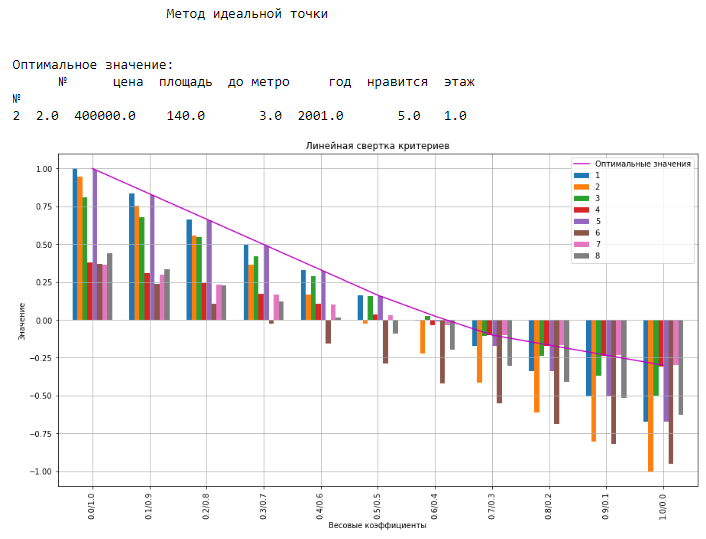 Метод идеальной точки
Оптимальное значение:
№ цена площадь до метро год нравится этаж
№
2 2.0 400000.0 140.0 3.0 2001.0 5.0 1.0
Линейная свертка критериев
Оптимальные значения
1
2
3
4
5
6
7
8
1.00
0.75
0.50
0.25
0.00
−0.25
−0.50
−0.75
−1.00
Значение
0.0/1.0 0.1/0.9 0.2/0.8 0.3/0.7 0.4/0.6 0.5/0.5 0.6/0.4 0.7/0.3 0.8/0.2 0.9/0.1 1.0/0.0
Весовые коэффициенты